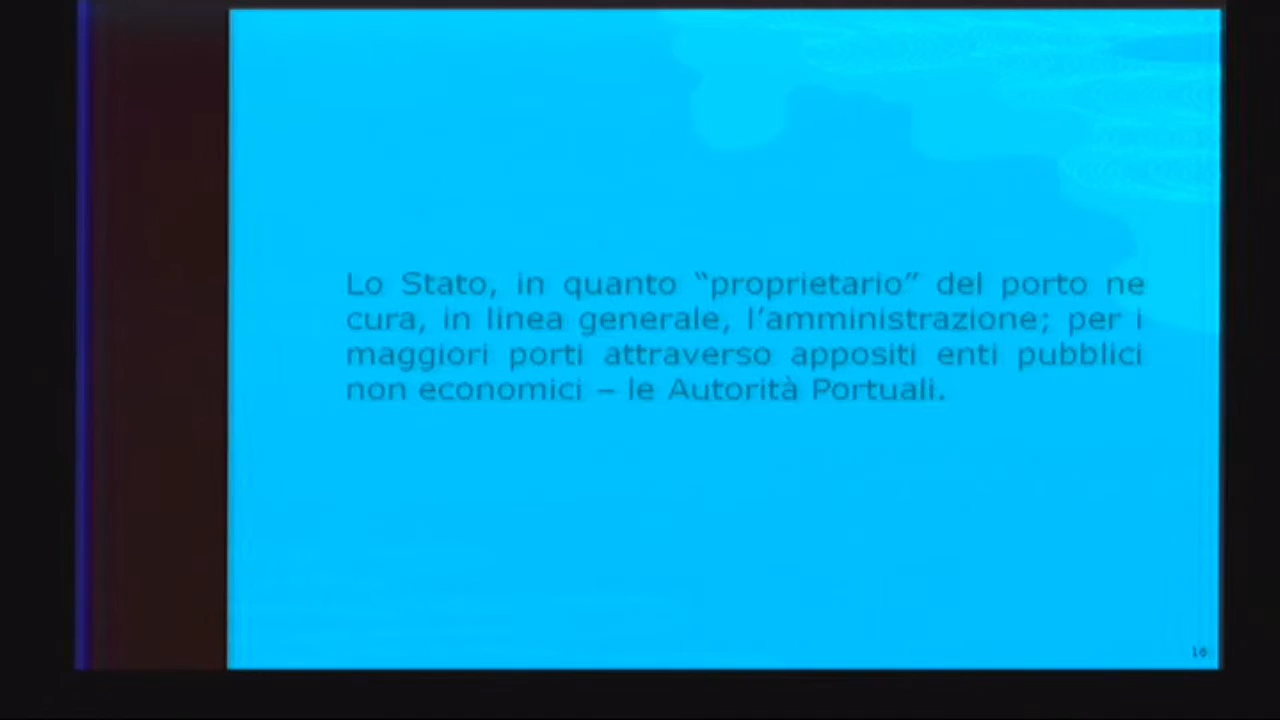 Lo Stato, in quanto “proprietario” del porto ne
cura, in linea generale, l’amministrazione; per i
maggiori porti attraverso appositi enti pubblici
non economici – le Autorità Portuali.
16